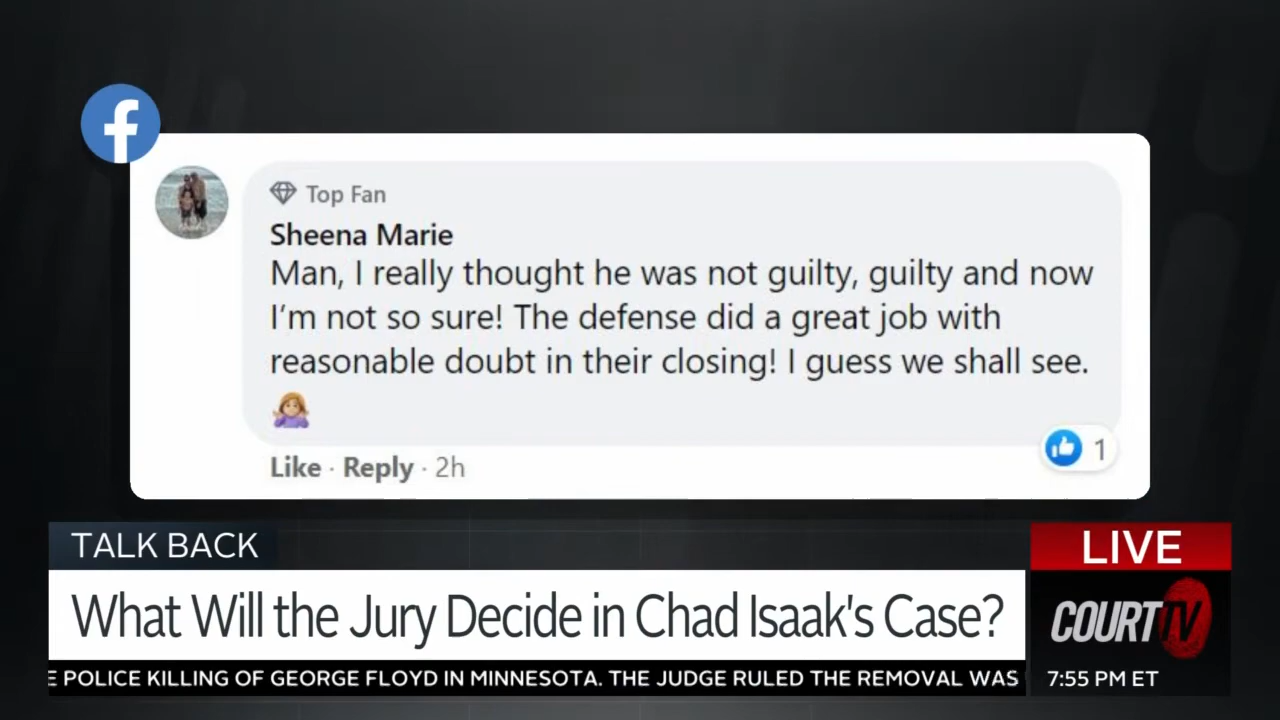 f
Top Fan
Sheena Marie
Man, I really thought he was not guilty, guilty and now
I'm not so sure! The defense did a great job with
reasonable doubt in their closing! I guess we shall see.
Like · Reply · 2h
1
TALK BACK
What Will the Jury Decide in Chad Isaak's Case?
LIVE
COURT TV
E POLICE KILLING OF GEORGE FLOYD IN MINNESOTA. THE JUDGE RULED THE REMOVAL WAS
7:55 PM ET